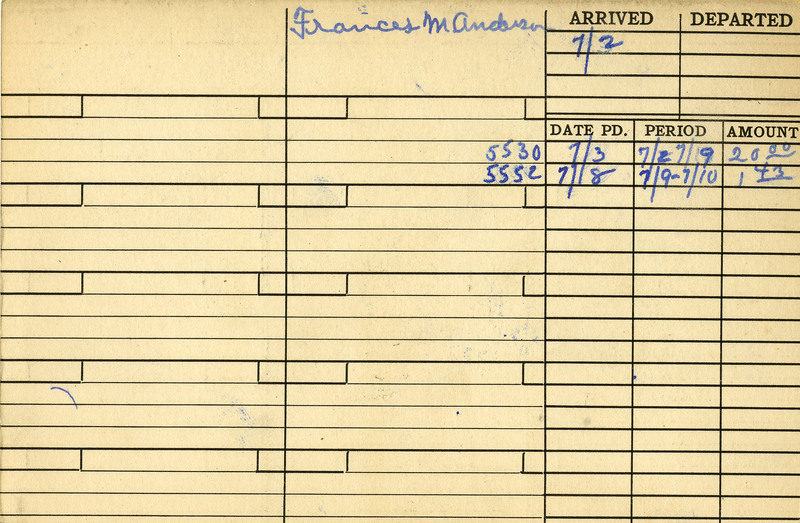 Frances M Anderson
ARRIVED DEPARTED
7/2
DATE PD. PERIOD AMOUNT
5530 7/3 7/2 7/9 20 00
5552 7/8 7/9-7/10 1 43